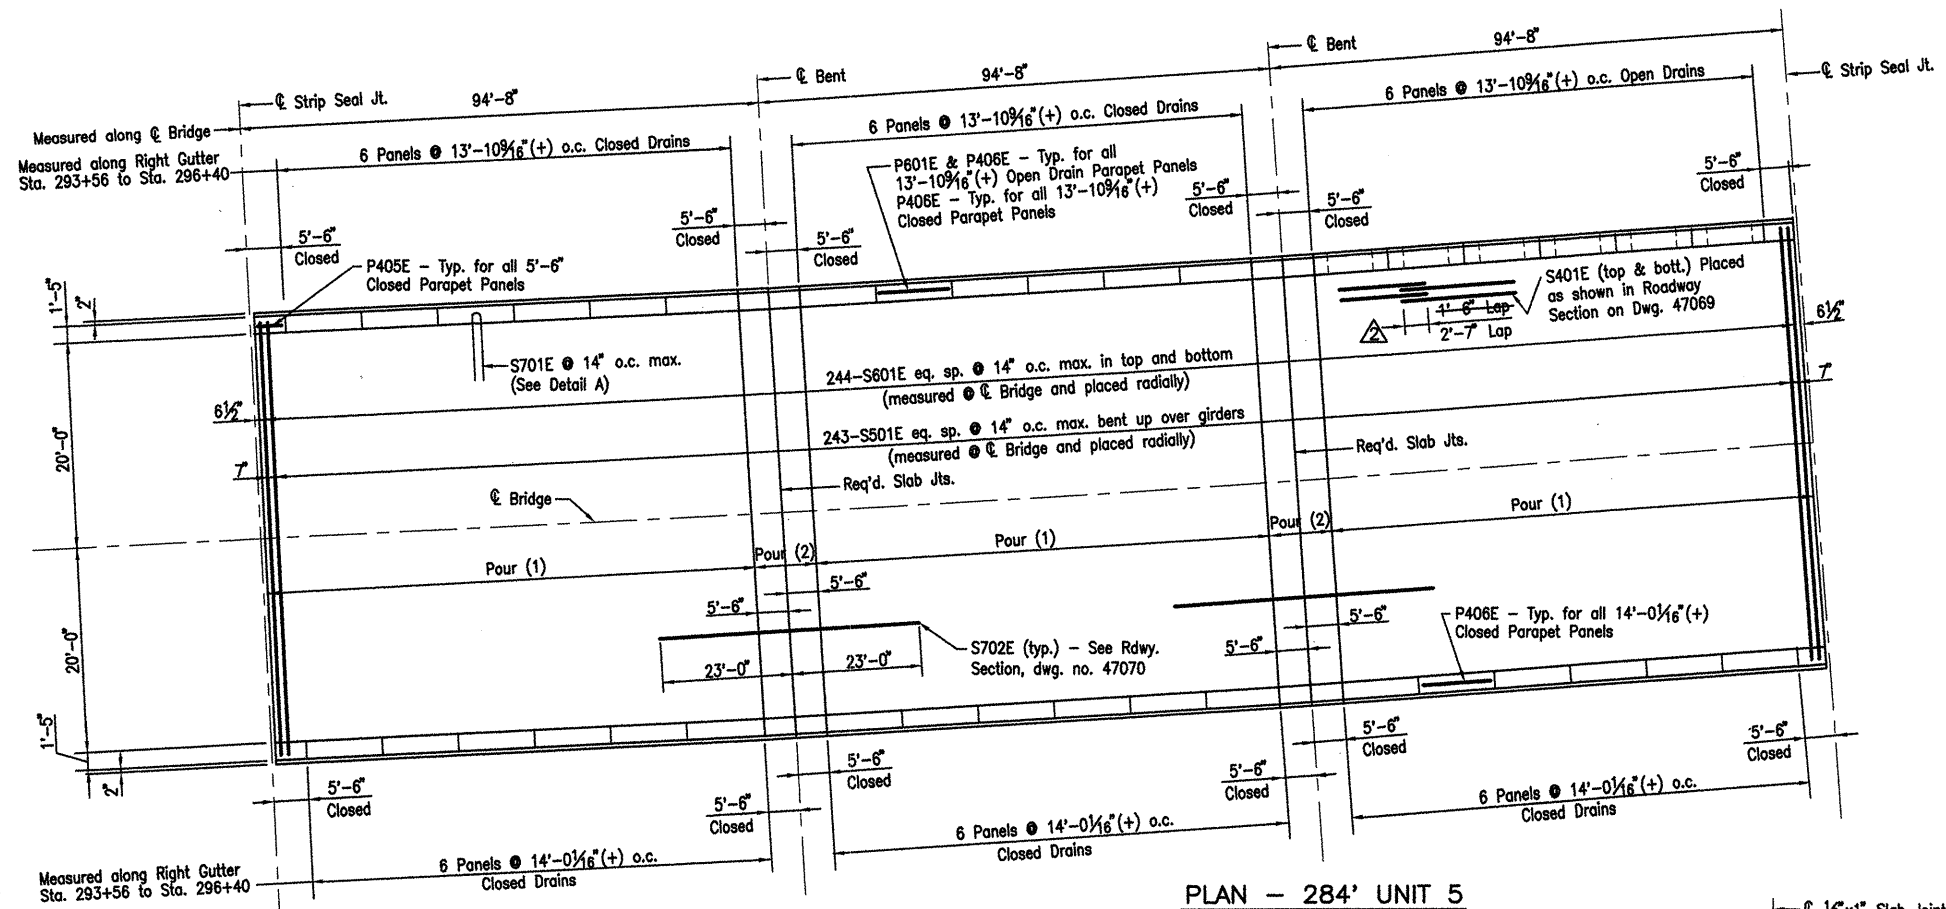 ℄ Bent
94'-8"
℄ Strip Seal Jt.
℄ Bent
94'-8"
6 Panels @ 13'-10 9/16"(+) o.c. Open Drains
℄ Strip Seal Jt.
94'-8"
Measured along ℄ Bridge
6 Panels @ 13'-10 9/16"(+) o.c. Closed Drains
Measured along Right Gutter
Sta. 293+56 to Sta. 296+40
6 Panels @ 13'-10 9/16"(+) o.c. Closed Drains
P601E & P406E - Typ. for all
13'-10 9/16"(+) Open Drain Parapet Panels
P406E - Typ. for all 13'-10 9/16"(+)
Closed Parapet Panels
5'-6"
Closed
5'-6"
Closed
5'-6"
Closed
5'-6"
Closed
5'-6"
Closed
5'-6"
Closed
P405E - Typ. for all 5'-6"
Closed Parapet Panels
S401E (top & bott.) Placed
as shown in Roadway
Section on Dwg. 47069
1'-5"
2"
1'-6" Lap
2
2'-7" Lap
6½"
S701E @ 14" o.c. max.
(See Detail A)
244-S601E eq. sp. @ 14" o.c. max. in top and bottom
(measured @ ℄ Bridge and placed radially)
7"
6½"
243-S501E eq. sp. @ 14" o.c. max. bent up over girders
(measured @ ℄ Bridge and placed radially)
20'-0"
7"
Req'd. Slab Jts.
Req'd. Slab Jts.
℄ Bridge
Pour (1)
Pour (2)
Pour (1)
Pour (2)
Pour (1)
5'-6"
5'-6"
20'-0"
S702E (typ.) - See Rdwy.
Section, dwg. no. 47070
23'-0"
23'-0"
5'-6"
5'-6"
P406E - Typ. for all 14'-0 1/16"(+)
Closed Parapet Panels
1'-5"
2"
5'-6"
Closed
5'-6"
Closed
5'-6"
Closed
5'-6"
Closed
5'-6"
Closed
5'-6"
Closed
6 Panels @ 14'-0 1/16"(+) o.c.
Closed Drains
6 Panels @ 14'-0 1/16"(+) o.c.
Closed Drains
6 Panels @ 14'-0 1/16"(+) o.c.
Closed Drains
Measured along Right Gutter
Sta. 293+56 to Sta. 296+40
PLAN - 284' UNIT 5